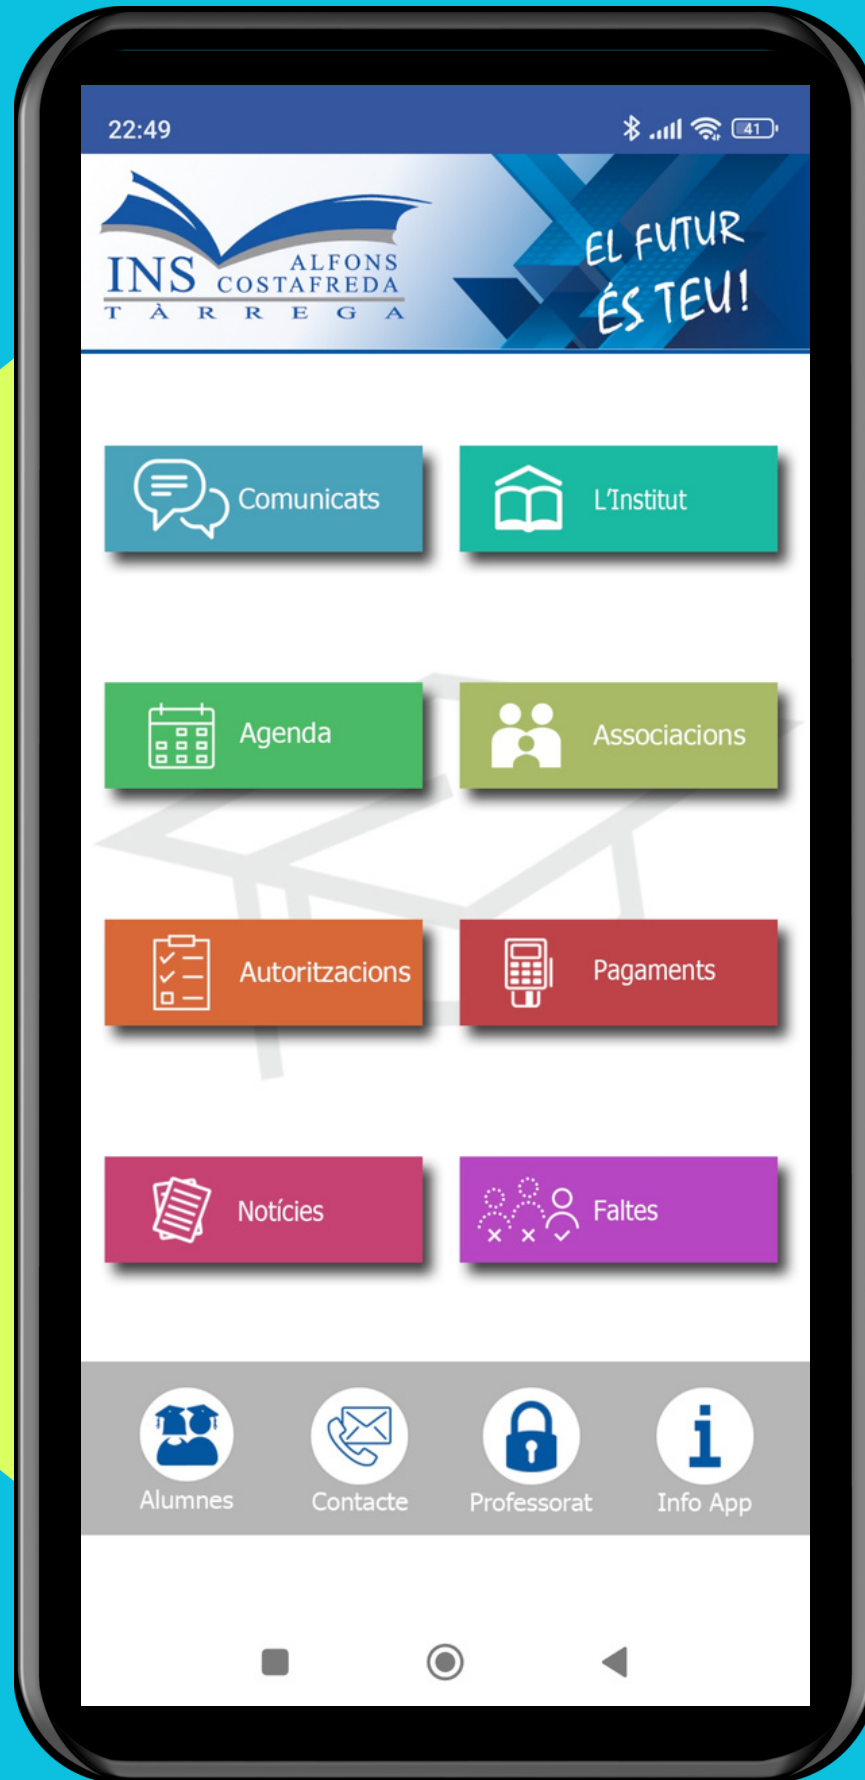 22:49
41
INS ALFONS COSTAFREDA
TÀRREGA
EL FUTUR
ÉS TEU!
Comunicats
L'Institut
Agenda
Associacions
Autoritzacions
Pagaments
Notícies
Faltes
Alumnes
Contacte
Professorat
Info App